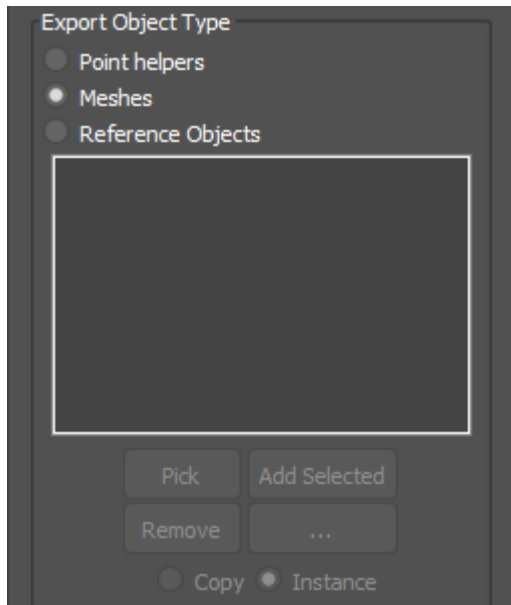 Export Object Type
Point helpers
Meshes
Reference Objects
Pick Add Selected
Remove ...
Copy Instance